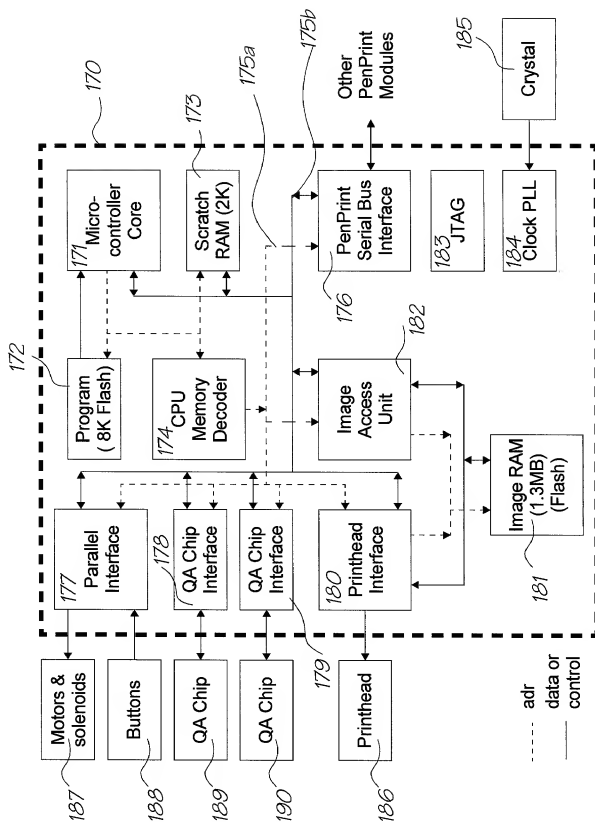 170
171 Micro-
controller
Core
172
Program
( 8K Flash)
173
Scratch
RAM (2K)
174 CPU
Memory
Decoder
175a
175b
Other
PenPrint
Modules
185
Crystal
176
PenPrint
Serial Bus
Interface
183
JTAG
184
Clock PLL
182
Image
Access
Unit
177
Parallel
Interface
178
QA Chip
Interface
QA Chip
Interface
179
180
Printhead
Interface
Image RAM
(1.3MB)
(Flash)
181
Motors &
solenoids
187
Buttons
188
QA Chip
189
QA Chip
190
Printhead
186
adr
data or
control